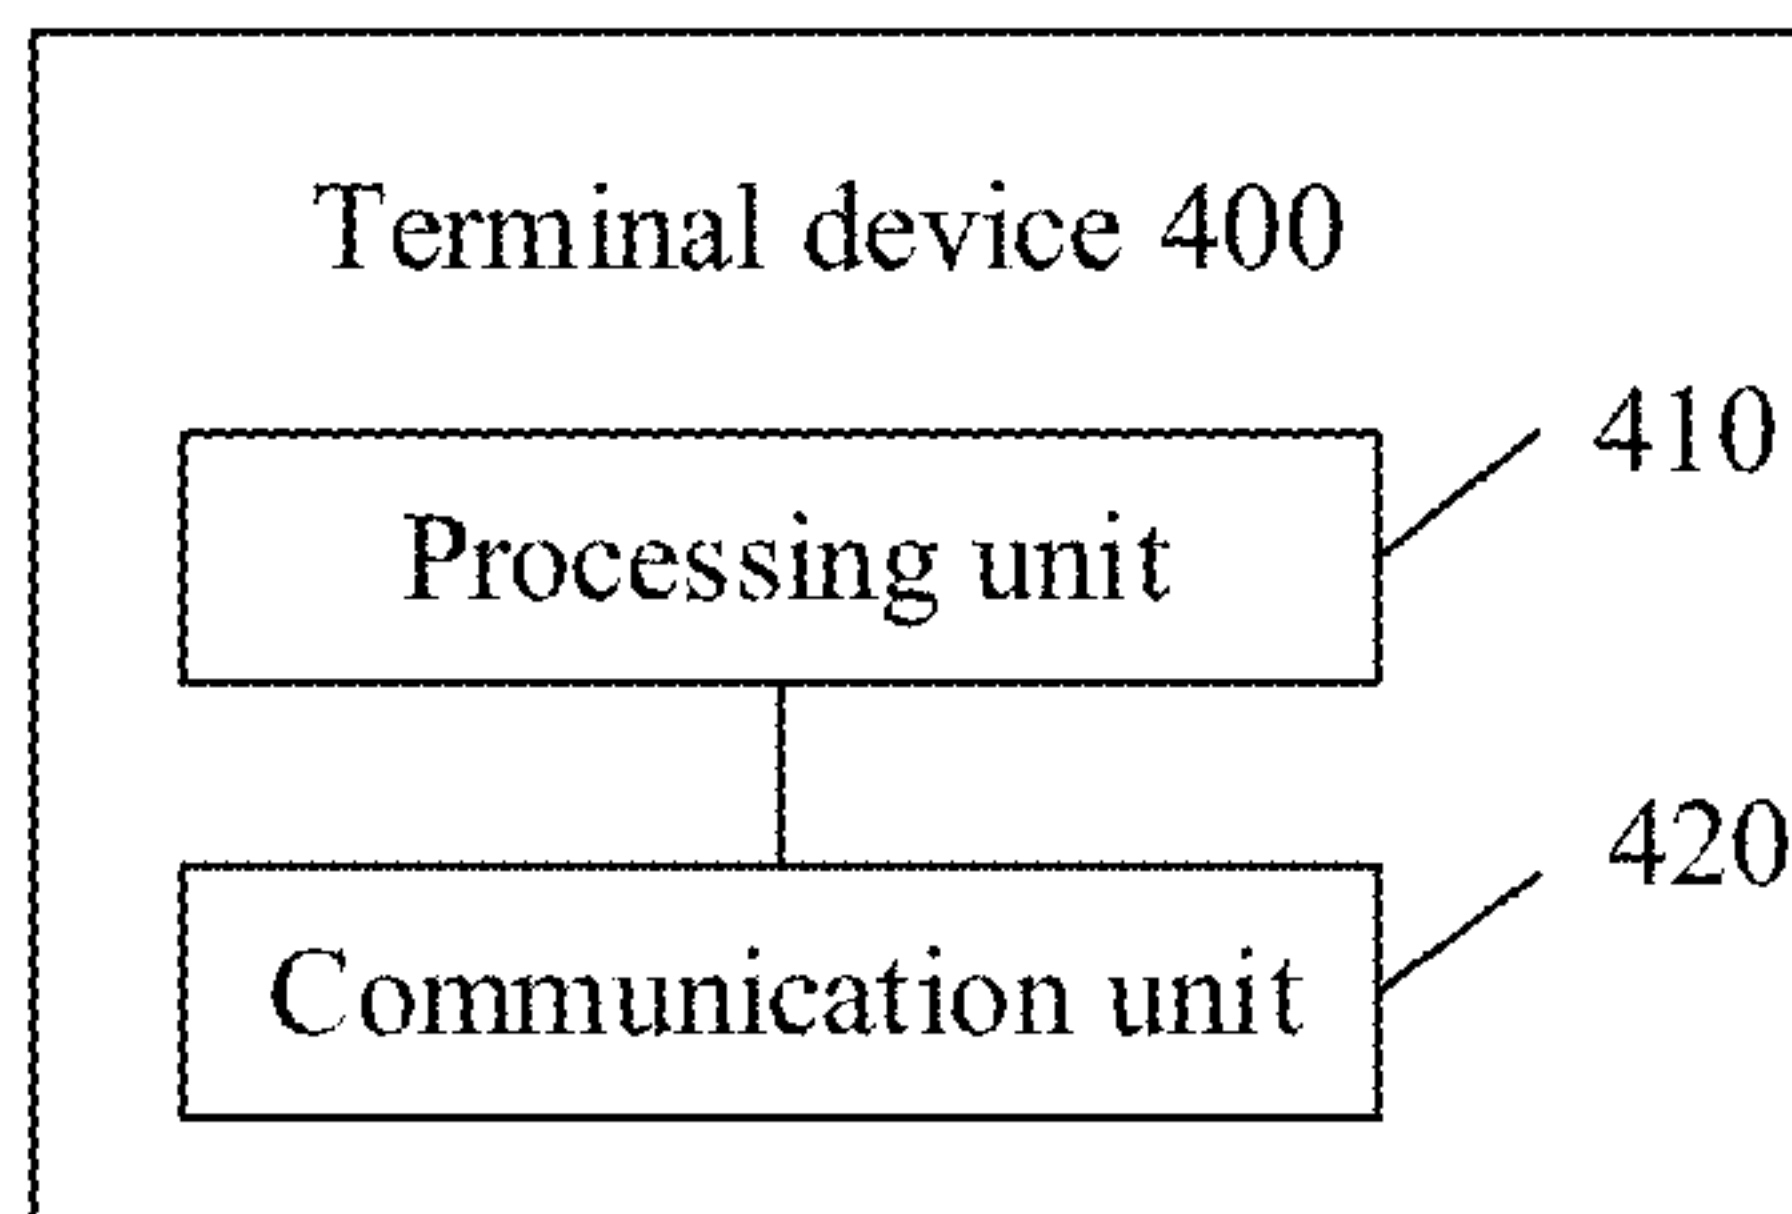 Terminal device 400
410
Processing unit
420
Communication unit